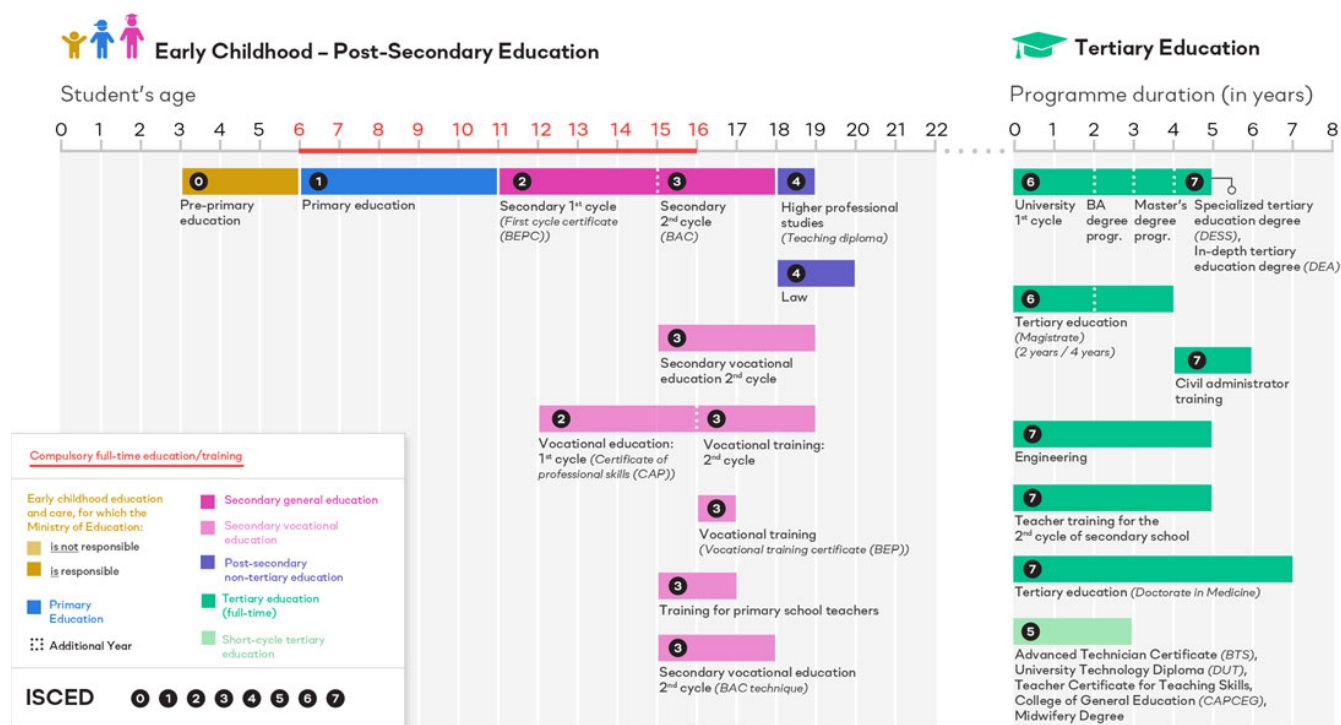 Early Childhood – Post-Secondary Education
Student's age
0 1 2 3 4 5 6 7 8 9 10 11 12 13 14 15 16 17 18 19 20 21 22
0
Pre-primary
education
1
Primary education
2
Secondary 1st cycle
(First cycle certificate
(BEPC))
3
Secondary
2nd cycle
(BAC)
4
Higher professional
studies
(Teaching diploma)
4
Law
3
Secondary vocational
education 2nd cycle
2
Vocational education:
1st cycle (Certificate of
professional skills (CAP))
3
Vocational training:
2nd cycle
3
Vocational training
(Vocational training certificate (BEP))
3
Training for primary school teachers
3
Secondary vocational education
2nd cycle (BAC technique)
Compulsory full-time education/training
Early childhood education
and care, for which the
Ministry of Education:
is not responsible
is responsible
Primary
Education
Additional Year
Secondary general education
Secondary vocational
education
Post-secondary
non-tertiary education
Tertiary education
(full-time)
Short-cycle tertiary
education
ISCED 0 1 2 3 4 5 6 7
Tertiary Education
Programme duration (in years)
0 1 2 3 4 5 6 7 8
6
University
1st cycle
BA
degree
progr.
Master's
degree
progr.
7
Specialized tertiary
education degree
(DESS),
In-depth tertiary
education degree (DEA)
6
Tertiary education
(Magistrate)
(2 years / 4 years)
7
Civil administrator
training
7
Engineering
7
Teacher training for the
2nd cycle of secondary school
7
Tertiary education (Doctorate in Medicine)
5
Advanced Technician Certificate (BTS),
University Technology Diploma (DUT),
Teacher Certificate for Teaching Skills,
College of General Education (CAPCEG),
Midwifery Degree